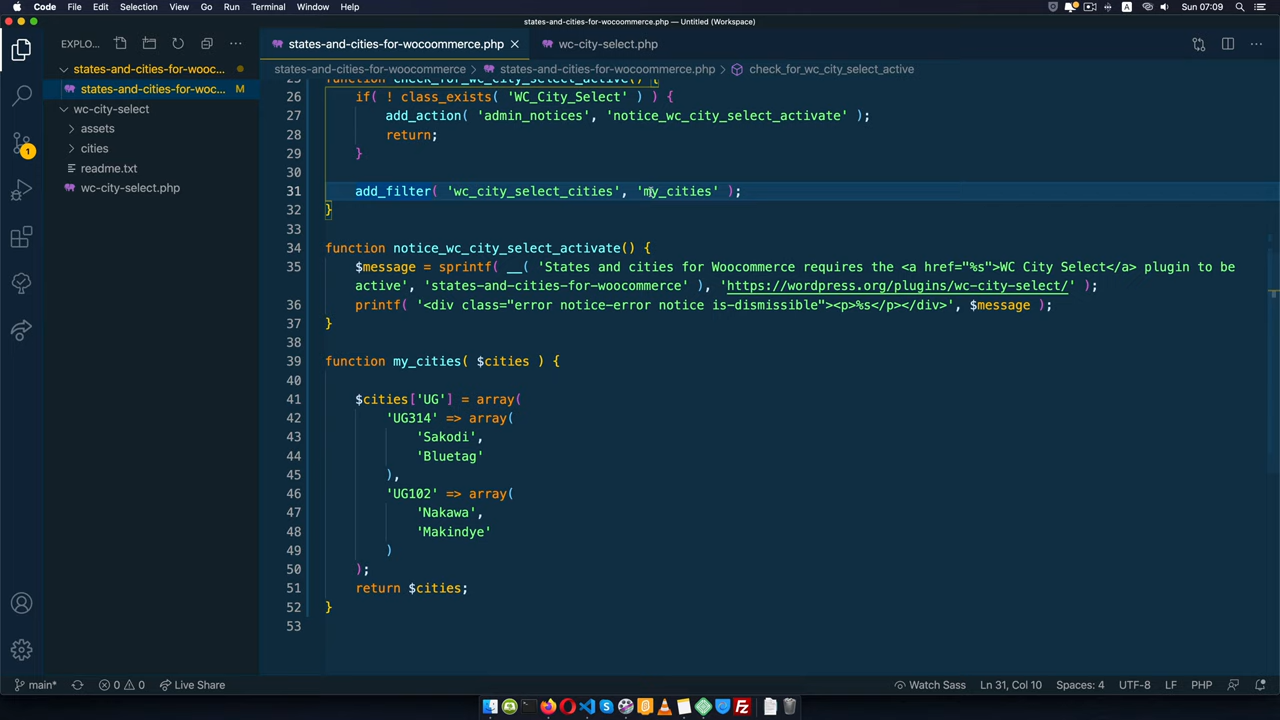 Code File Edit Selection View Go Run Terminal Window Help A Sun 07:09
states-and-cities-for-wocoommerce.php — Untitled (Workspace)
EXPLO... ...
states-and-cities-for-wocoommerce.php ×
wc-city-select.php
states-and-cities-for-wooc...
states-and-cities-for-woc... M
wc-city-select
assets
cities
readme.txt
wc-city-select.php
1
states-and-cities-for-woocommerce > states-and-cities-for-wocoommerce.php > check_for_wc_city_select_active
25 function check_for_wc_city_select_active() {
26 if( ! class_exists( 'WC_City_Select' ) ) {
27 add_action( 'admin_notices', 'notice_wc_city_select_activate' );
28 return;
29 }
30
31 add_filter( 'wc_city_select_cities', 'my_cities' );
32 }
33
34 function notice_wc_city_select_activate() {
35 $message = sprintf( __( 'States and cities for Woocommerce requires the <a href="%s">WC City Select</a> plugin to be
active', 'states-and-cities-for-woocommerce' ), 'https://wordpress.org/plugins/wc-city-select/' );
36 printf( '<div class="error notice-error notice is-dismissible"><p>%s</p></div>', $message );
37 }
38
39 function my_cities( $cities ) {
40
41 $cities['UG'] = array(
42 'UG314' => array(
43 'Sakodi',
44 'Bluetag'
45 ),
46 'UG102' => array(
47 'Nakawa',
48 'Makindye'
49 )
50 );
51 return $cities;
52 }
53
main* 0 0 Live Share Watch Sass Ln 31, Col 10 Spaces: 4 UTF-8 LF PHP